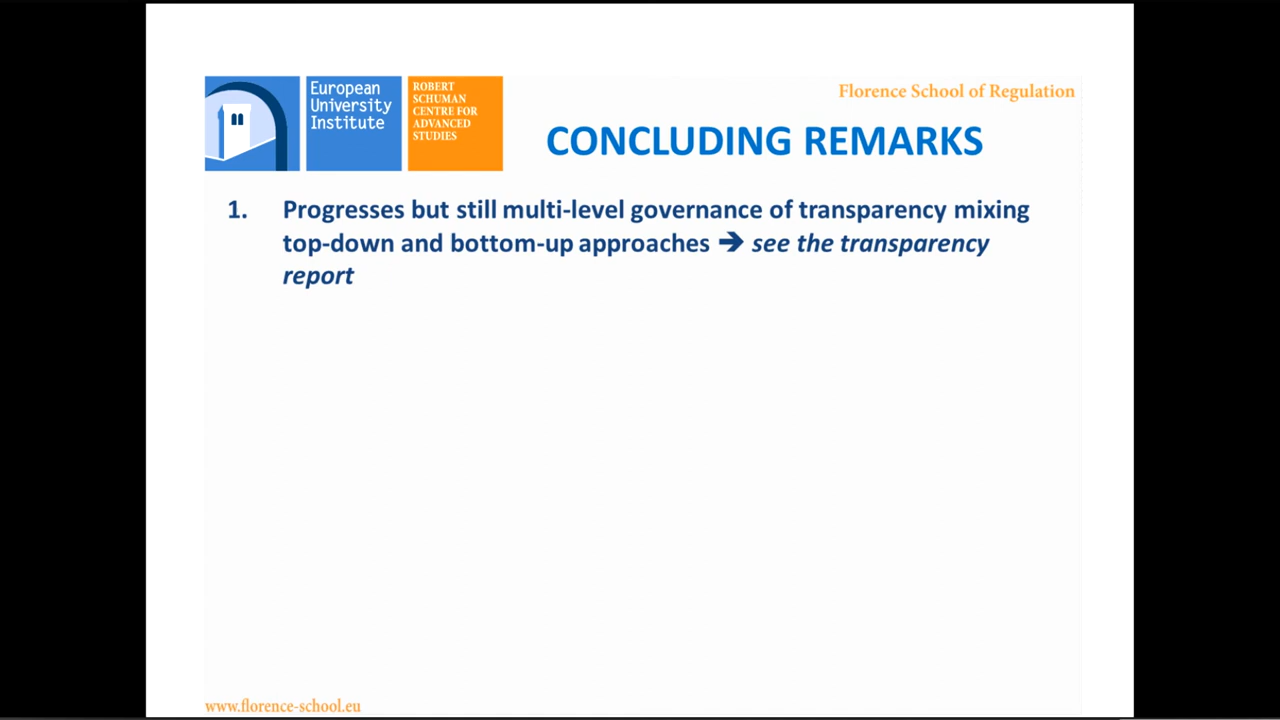 European
University
Institute
ROBERT
SCHUMAN
CENTRE FOR
ADVANCED
STUDIES
Florence School of Regulation
CONCLUDING REMARKS
1. Progresses but still multi-level governance of transparency mixing
top-down and bottom-up approaches ➔ see the transparency
report
www.florence-school.eu